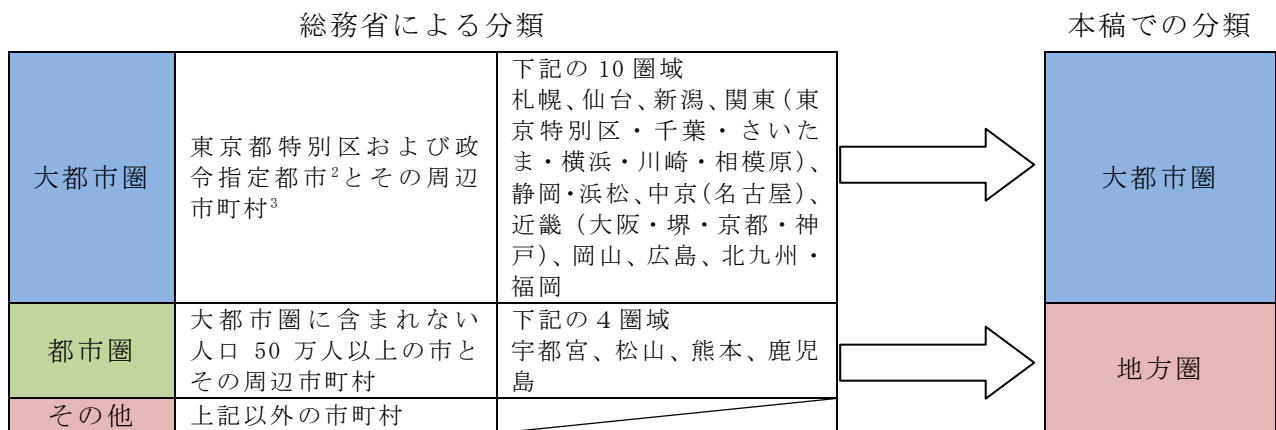 総務省による分類
本稿での分類
大都市圏
東京都特別区および政
令指定都市2とその周辺
市町村3
下記の 10 圏域
札幌、仙台、新潟、関東（東
京特別区・千葉・さいた
ま・横浜・川崎・相模原）、
静岡・浜松、中京（名古屋）、
近畿（大阪・堺・京都・神
戸）、岡山、広島、北九州・
福岡
大都市圏
都市圏
大都市圏に含まれない
人口 50 万人以上の市と
その周辺市町村
下記の４圏域
宇都宮、松山、熊本、鹿児
島
地方圏
その他
上記以外の市町村